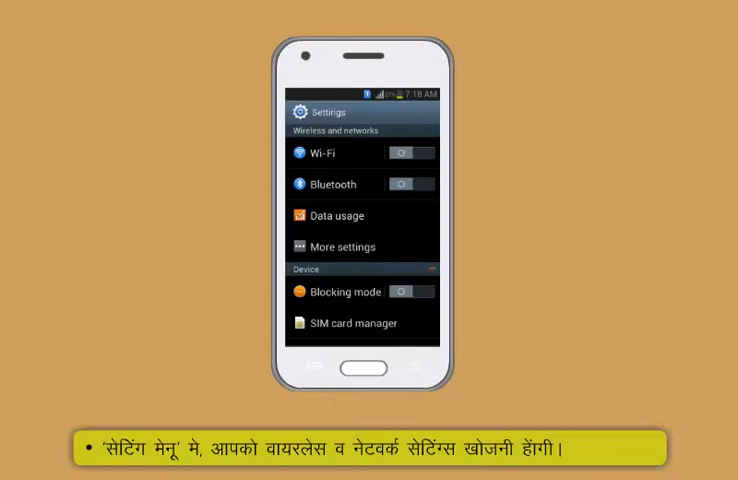 27% 7:18 AM
Settings
Wireless and networks
Wi-Fi
Bluetooth
Data usage
More settings
Device
Blocking mode
SIM card manager
• ‘सेटिंग मेनू’ मे, आपको वायरलेस व नेटवर्क सेटिंग्स खोजनी हेांगी।